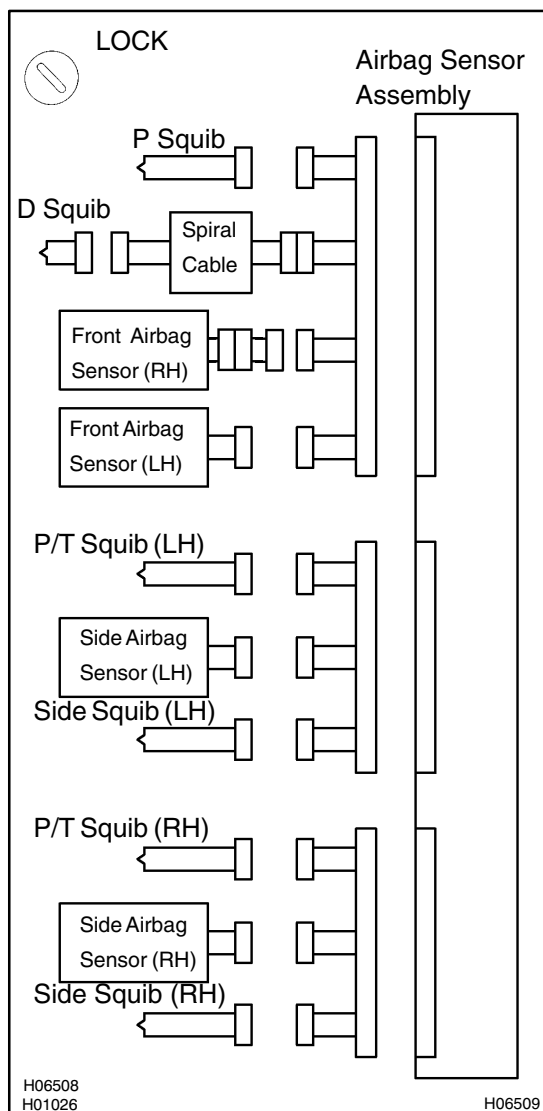 LOCK
Airbag Sensor
Assembly
P Squib
D Squib
Spiral
Cable
Front Airbag
Sensor (RH)
Front Airbag
Sensor (LH)
P/T Squib (LH)
Side Airbag
Sensor (LH)
Side Squib (LH)
P/T Squib (RH)
Side Airbag
Sensor (RH)
Side Squib (RH)
H06508
H01026
H06509